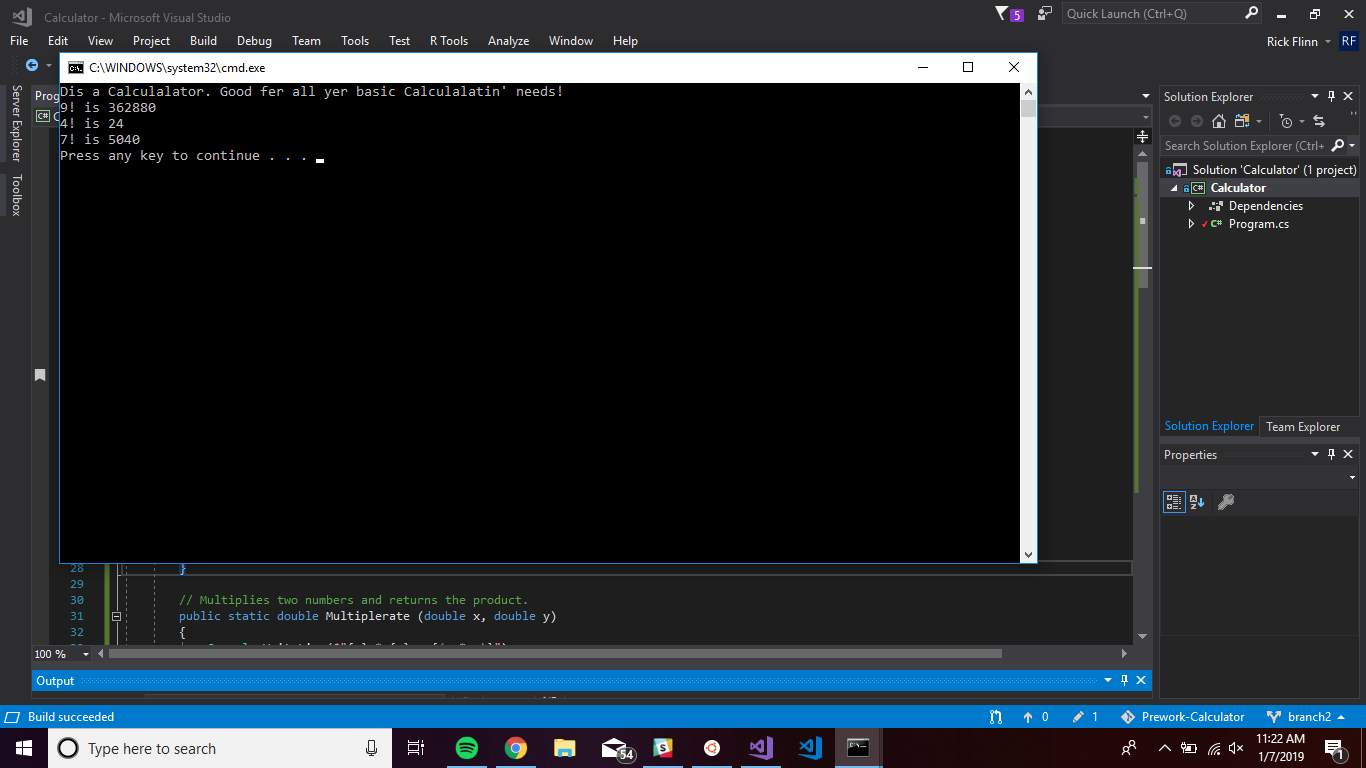 Calculator - Microsoft Visual Studio
5
Quick Launch (Ctrl+Q)
File Edit View Project Build Debug Team Tools Test R Tools Analyze Window Help
Rick Flinn RF
C:\WINDOWS\system32\cmd.exe
Dis a Calculalator. Good fer all yer basic Calculalatin' needs!
9! is 362880
4! is 24
7! is 5040
Press any key to continue . . .
Server Explorer
Toolbox
Solution Explorer
Search Solution Explorer (Ctrl+
Solution 'Calculator' (1 project)
C# Calculator
Dependencies
C# Program.cs
Solution Explorer Team Explorer
Properties
28 }
29
30 // Multiplies two numbers and returns the product.
31 public static double Multiplerate (double x, double y)
32 {
100 %
Output
Build succeeded
0 1 Prework-Calculator branch2
Type here to search
54
11:22 AM
1/7/2019
1